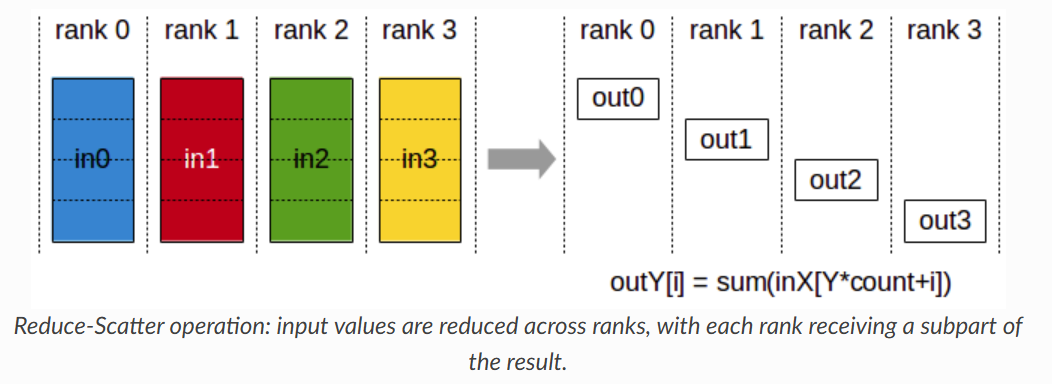 rank 0 rank 1 rank 2 rank 3 rank 0 rank 1 rank 2 rank 3
in0 in1 in2 in3
out0
out1
out2
out3
outY[i] = sum(inX[Y*count+i])
Reduce-Scatter operation: input values are reduced across ranks, with each rank receiving a subpart of
the result.